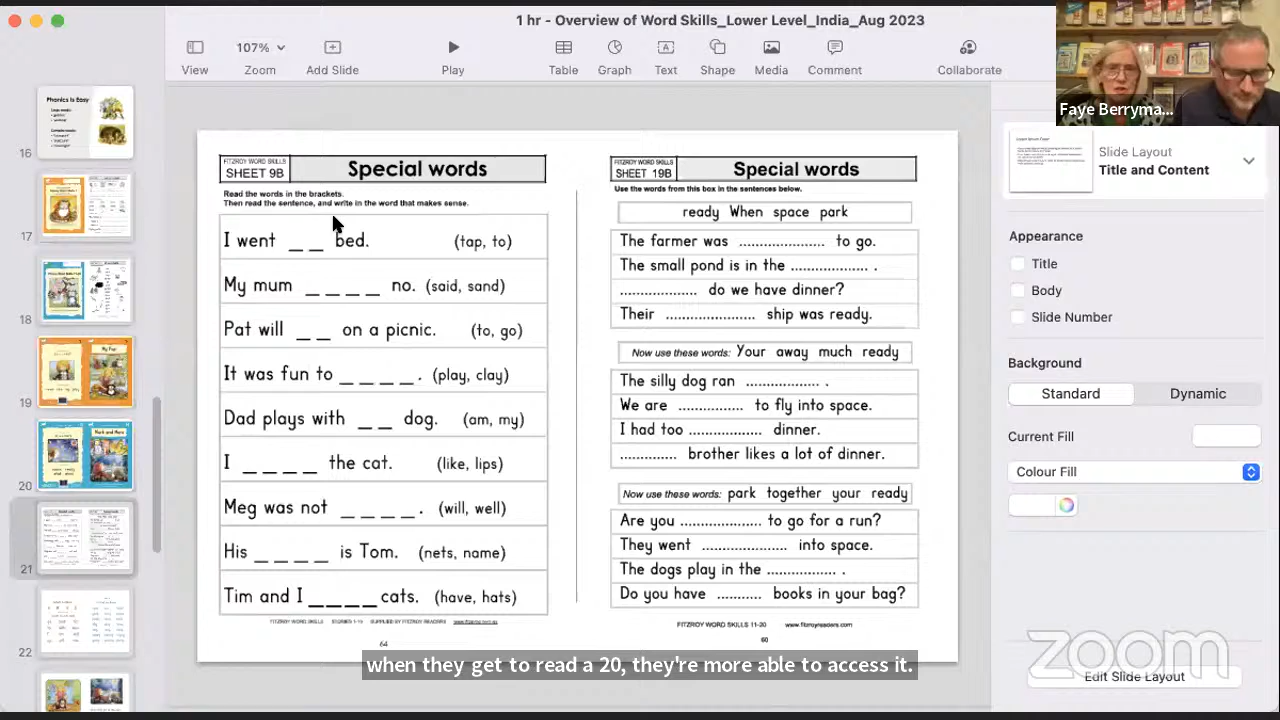 1 hr - Overview of Word Skills_Lower Level_India_Aug 2023
107%
View
Zoom
Add Slide
Play
Table
Graph
Text
Shape
Media
Comment
Collaborate
Faye Berryma...
16
Phonics Is Easy
17
18
19
20
21
22
FITZROY WORD SKILLS
SHEET 9B
Special words
Read the words in the brackets.
Then read the sentence, and write in the word that makes sense.
I went _ _ bed. (tap, to)
My mum _ _ _ _ no. (said, sand)
Pat will _ _ on a picnic. (to, go)
It was fun to _ _ _ _ . (play, clay)
Dad plays with _ _ dog. (am, my)
I _ _ _ _ the cat. (like, lips)
Meg was not _ _ _ _ . (will, well)
His _ _ _ _ is Tom. (nets, name)
Tim and I _ _ _ _ cats. (have, hats)
64
FITZROY WORD SKILLS
SHEET 19B
Special words
Use the words from this box in the sentences below.
ready When space park
The farmer was ..................... to go.
The small pond is in the ................... .
................... do we have dinner?
Their ...................... ship was ready.
Now use these words: Your away much ready
The silly dog ran .................. .
We are ................ to fly into space.
I had too .................. dinner.
.............. brother likes a lot of dinner.
Now use these words: park together your ready
Are you .................... to go for a run?
They went ..................... into space.
The dogs play in the ................. .
Do you have ........... books in your bag?
FITZROY WORD SKILLS 11-20 www.fitzroyreaders.com
60
when they get to read a 20, they're more able to access it.
Slide Layout
Title and Content
Appearance
Title
Body
Slide Number
Background
Standard
Dynamic
Current Fill
Colour Fill
Edit Slide Layout
zoom